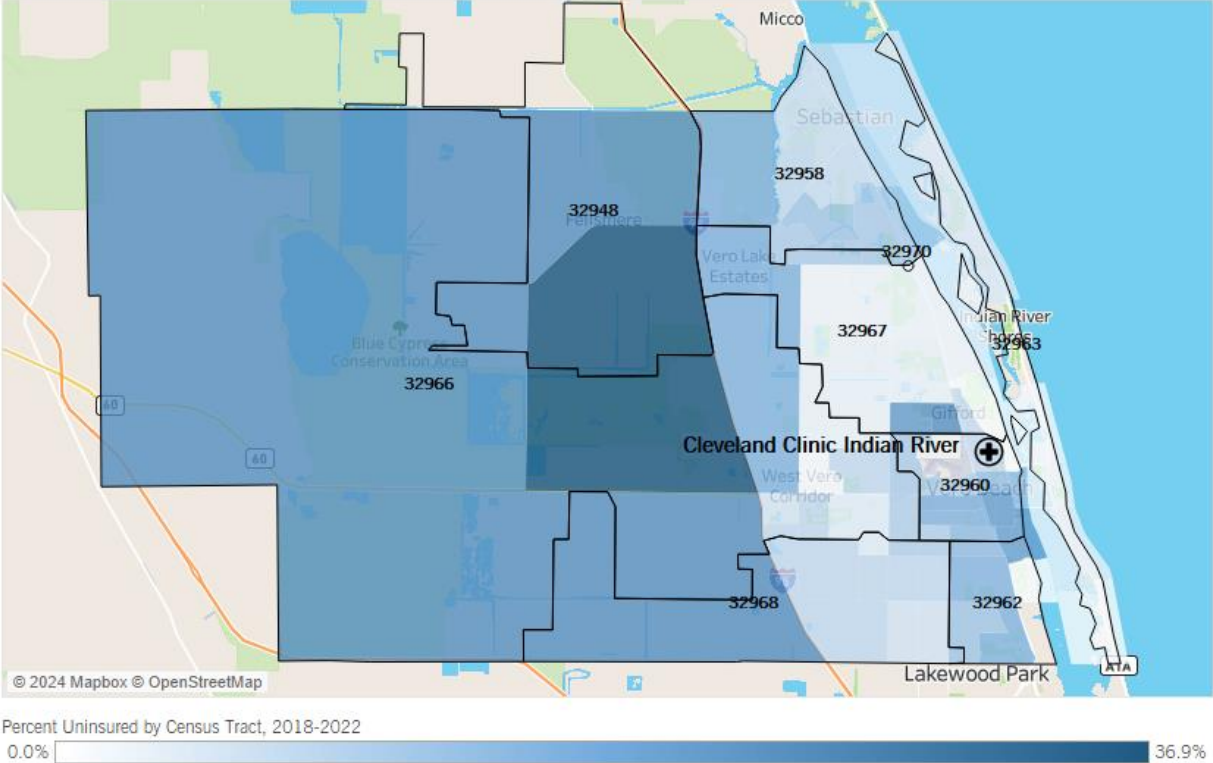 Micco
Sebastian
32958
32948
Fellsmere
32970
Vero Lake
Estates
Indian River
Shores
32963
32967
Blue Cypress
Conservation Area
32966
60
Gifford
Cleveland Clinic Indian River
60
West Vero
Corridor
32960
Vero Beach
32968
32962
Lakewood Park
A1A
© 2024 Mapbox © OpenStreetMap
Percent Uninsured by Census Tract, 2018-2022
0.0%
36.9%